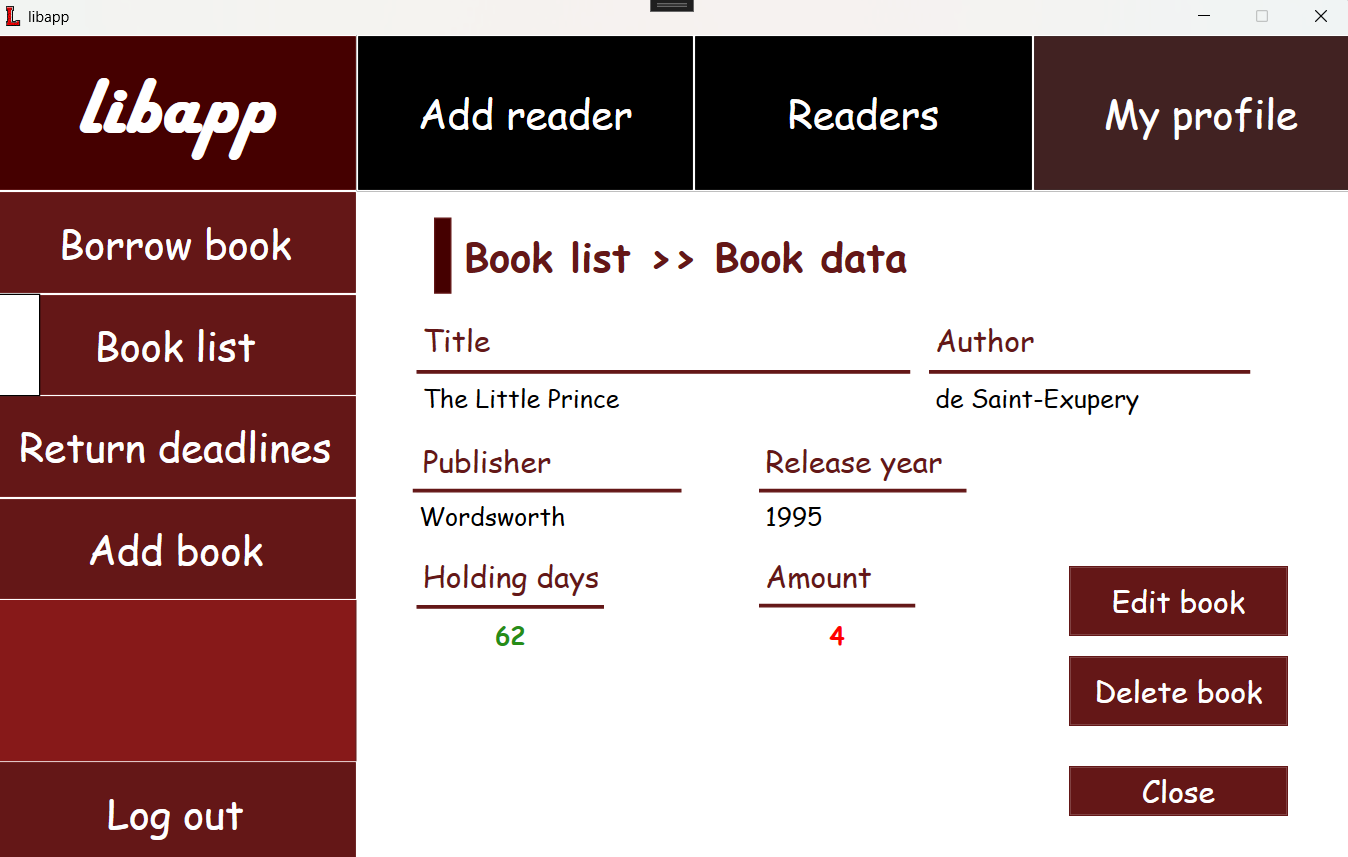 libapp
libapp
Add reader
Readers
My profile
Borrow book
Book list
Return deadlines
Add book
Log out
Book list >> Book data
Title
Author
The Little Prince
de Saint-Exupery
Publisher
Release year
Wordsworth
1995
Holding days
Amount
62
4
Edit book
Delete book
Close